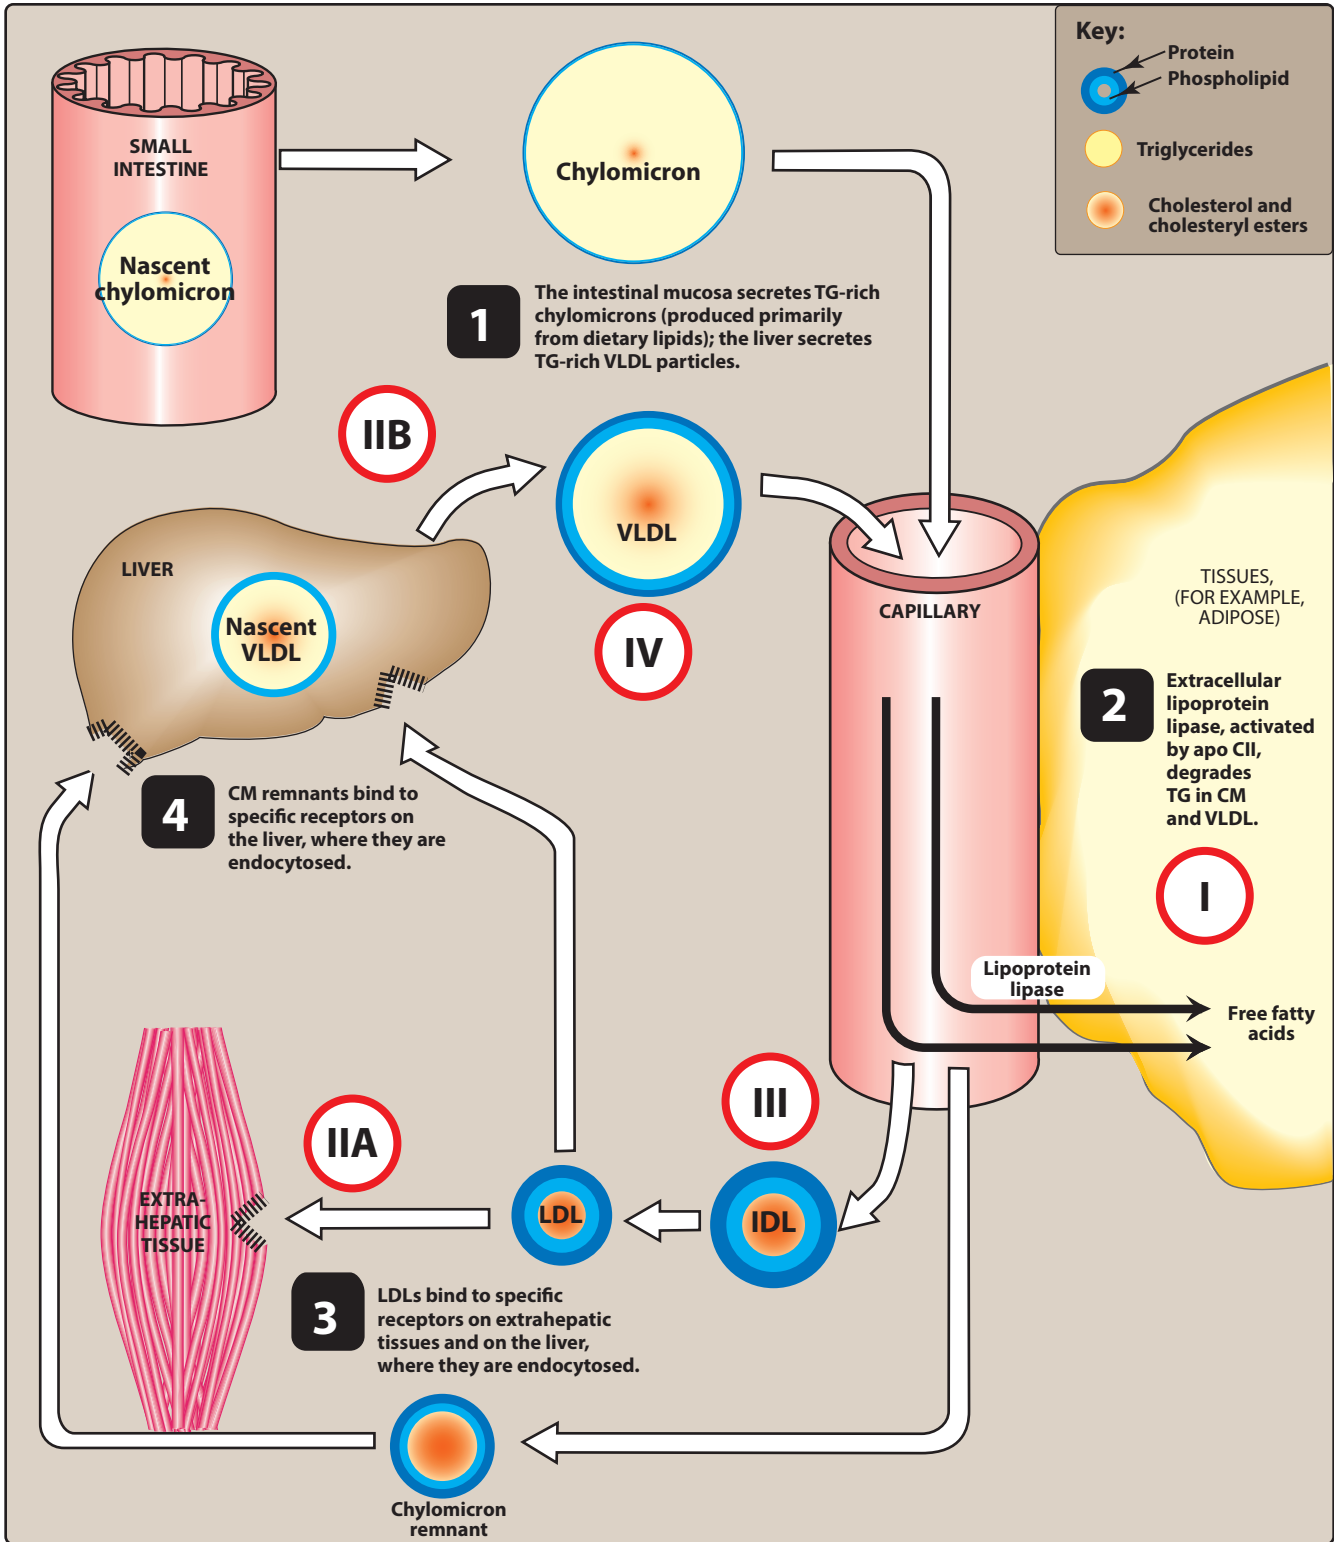 Key:
Protein
Phospholipid
Triglycerides
Cholesterol and
cholesteryl esters
SMALL
INTESTINE
Nascent
chylomicron
Chylomicron
1
The intestinal mucosa secretes TG-rich
chylomicrons (produced primarily
from dietary lipids); the liver secretes
TG-rich VLDL particles.
IIB
VLDL
IV
LIVER
Nascent
VLDL
CAPILLARY
TISSUES,
(FOR EXAMPLE,
ADIPOSE)
2
Extracellular
lipoprotein
lipase, activated
by apo CII,
degrades
TG in CM
and VLDL.
I
4
CM remnants bind to
specific receptors on
the liver, where they are
endocytosed.
Lipoprotein
lipase
Free fatty
acids
III
IIA
EXTRA-
HEPATIC
TISSUE
LDL
IDL
3
LDLs bind to specific
receptors on extrahepatic
tissues and on the liver,
where they are endocytosed.
Chylomicron
remnant